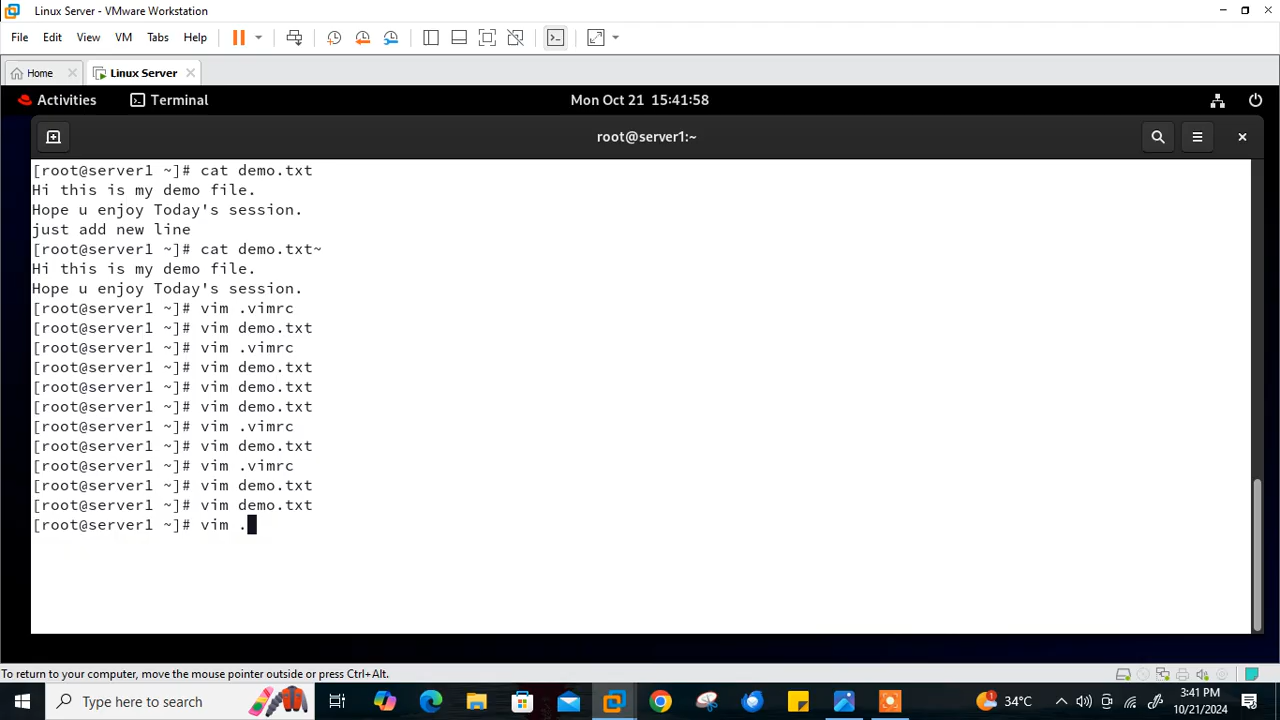 Linux Server - VMware Workstation
File Edit View VM Tabs Help
Home Linux Server
Activities Terminal Mon Oct 21 15:41:58
root@server1:~
[root@server1 ~]# cat demo.txt
Hi this is my demo file.
Hope u enjoy Today's session.
just add new line
[root@server1 ~]# cat demo.txt~
Hi this is my demo file.
Hope u enjoy Today's session.
[root@server1 ~]# vim .vimrc
[root@server1 ~]# vim demo.txt
[root@server1 ~]# vim .vimrc
[root@server1 ~]# vim demo.txt
[root@server1 ~]# vim demo.txt
[root@server1 ~]# vim demo.txt
[root@server1 ~]# vim .vimrc
[root@server1 ~]# vim demo.txt
[root@server1 ~]# vim .vimrc
[root@server1 ~]# vim demo.txt
[root@server1 ~]# vim demo.txt
[root@server1 ~]# vim .
To return to your computer, move the mouse pointer outside or press Ctrl+Alt.
Type here to search 1 34°C 3:41 PM
10/21/2024